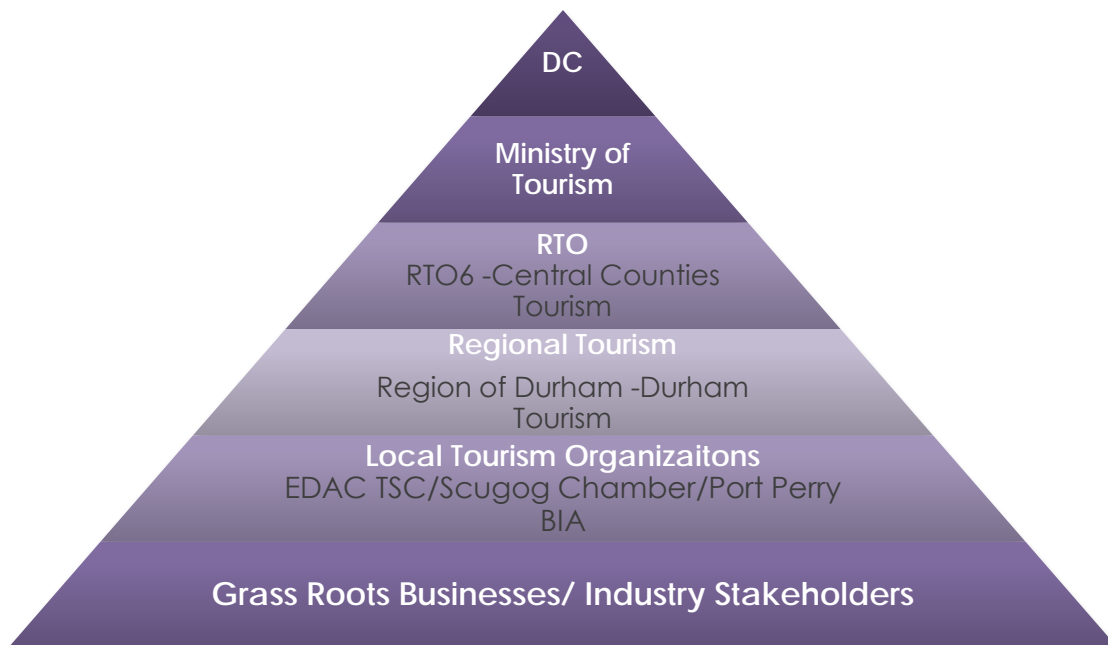 DC
Ministry of
Tourism
RTO
RTO6 -Central Counties
Tourism
Regional Tourism
Region of Durham -Durham
Tourism
Local Tourism Organizaitons
EDAC TSC/Scugog Chamber/Port Perry
BIA
Grass Roots Businesses/ Industry Stakeholders